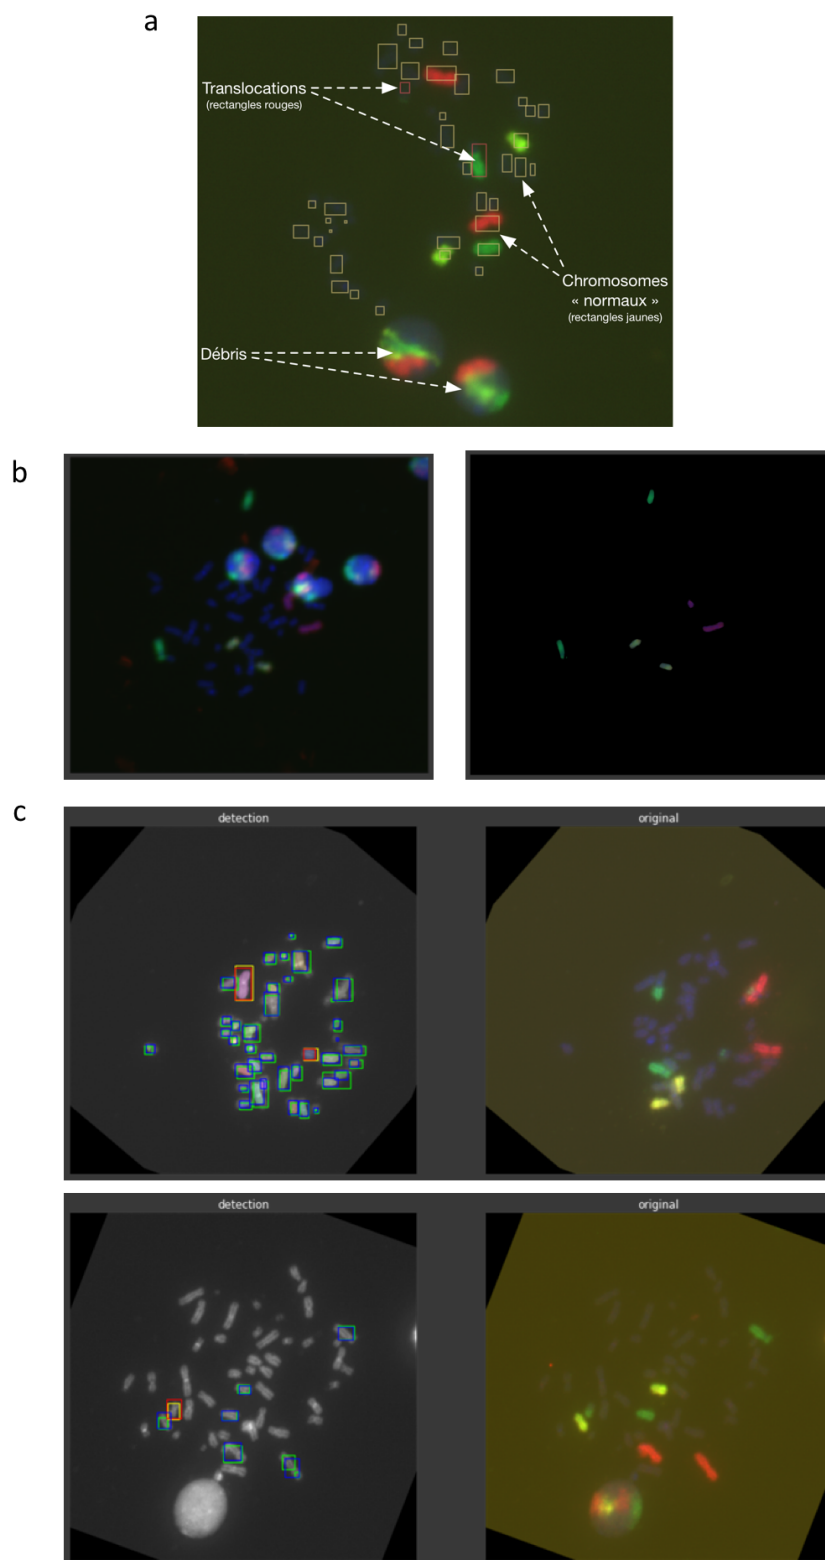 a
Translocations
(rectangles rouges)
Chromosomes
« normaux »
(rectangles jaunes)
Débris
b
c
detection
original
detection
original